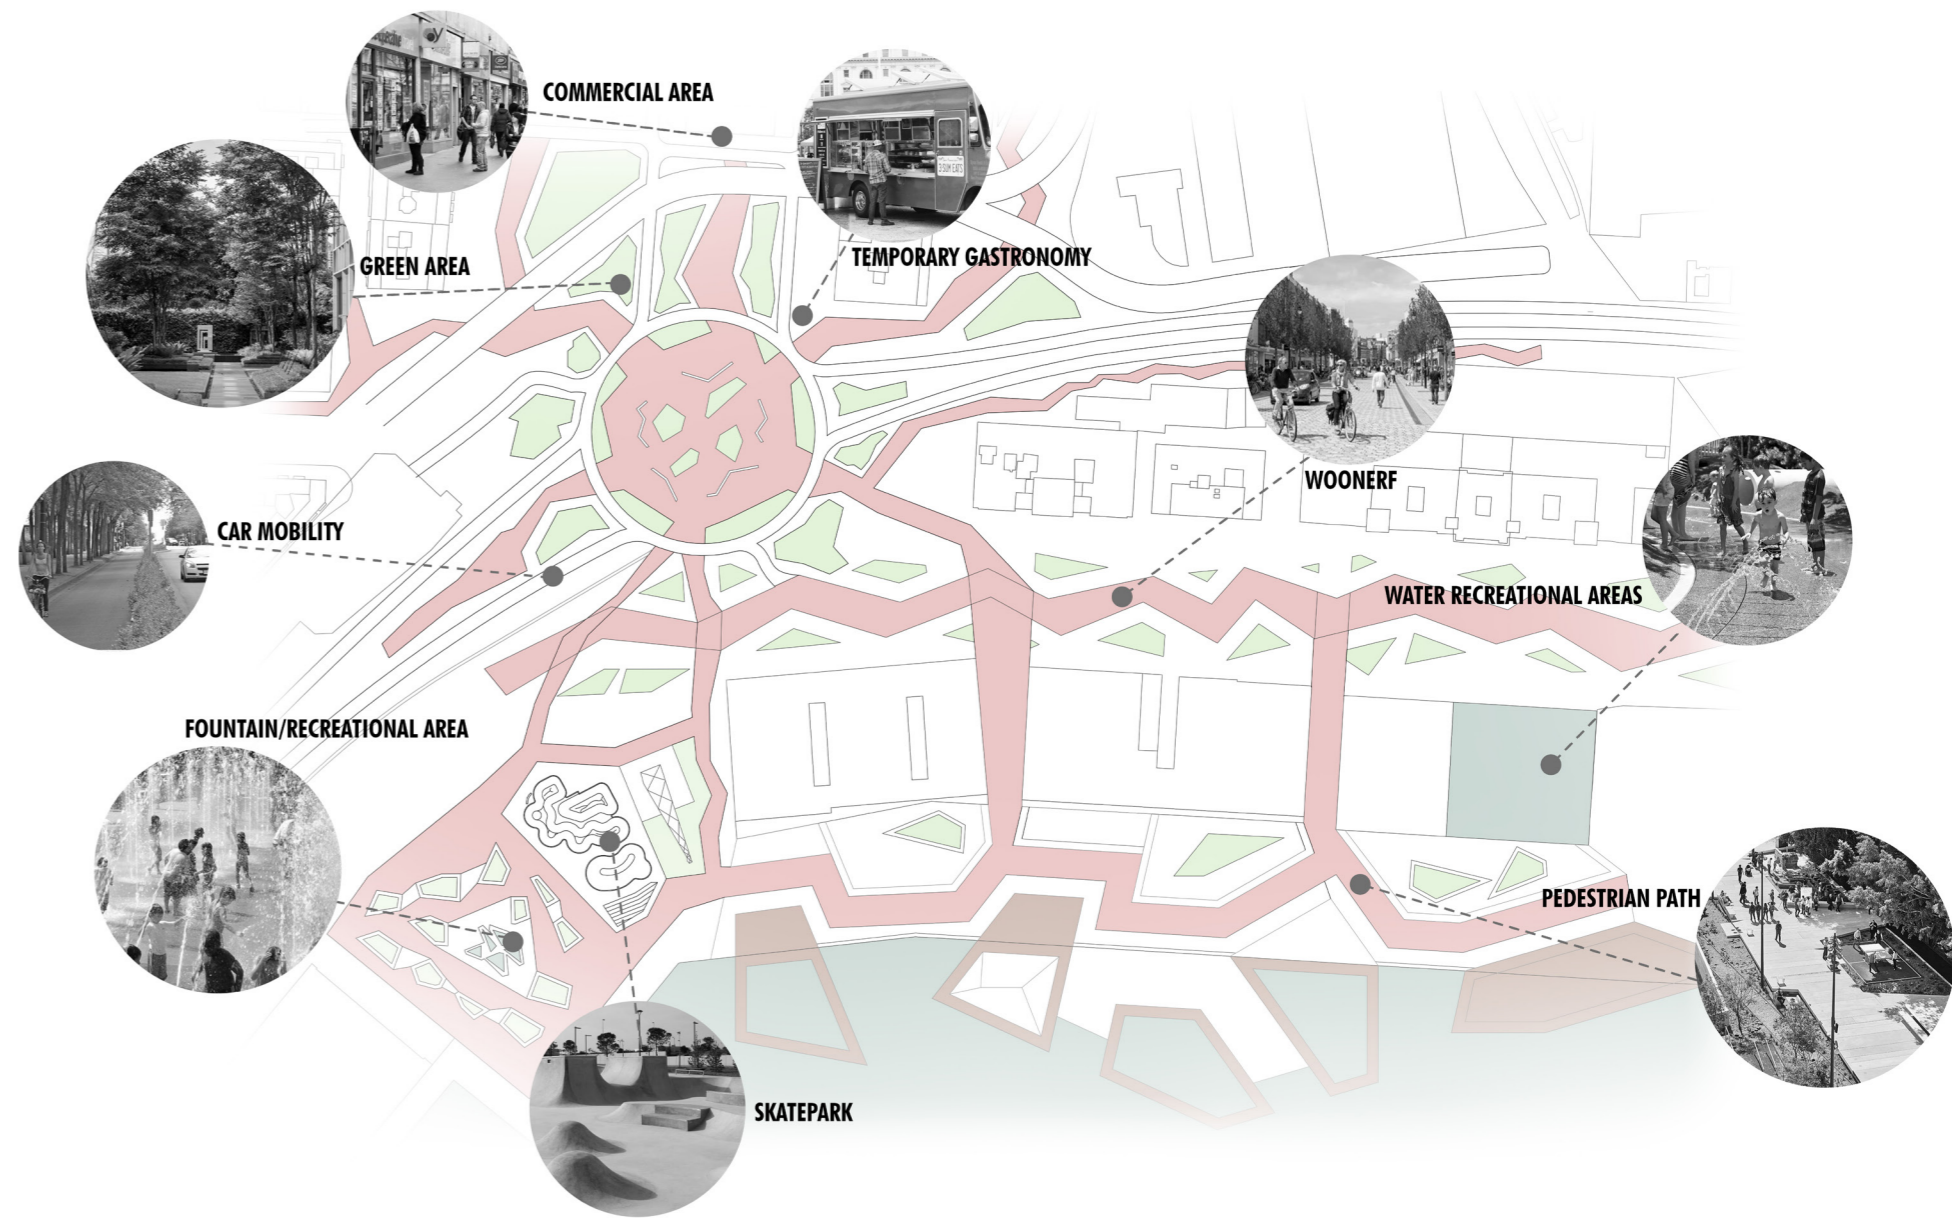 COMMERCIAL AREA
TEMPORARY GASTRONOMY
GREEN AREA
WOONERF
CAR MOBILITY
WATER RECREATIONAL AREAS
FOUNTAIN/RECREATIONAL AREA
PEDESTRIAN PATH
SKATEPARK